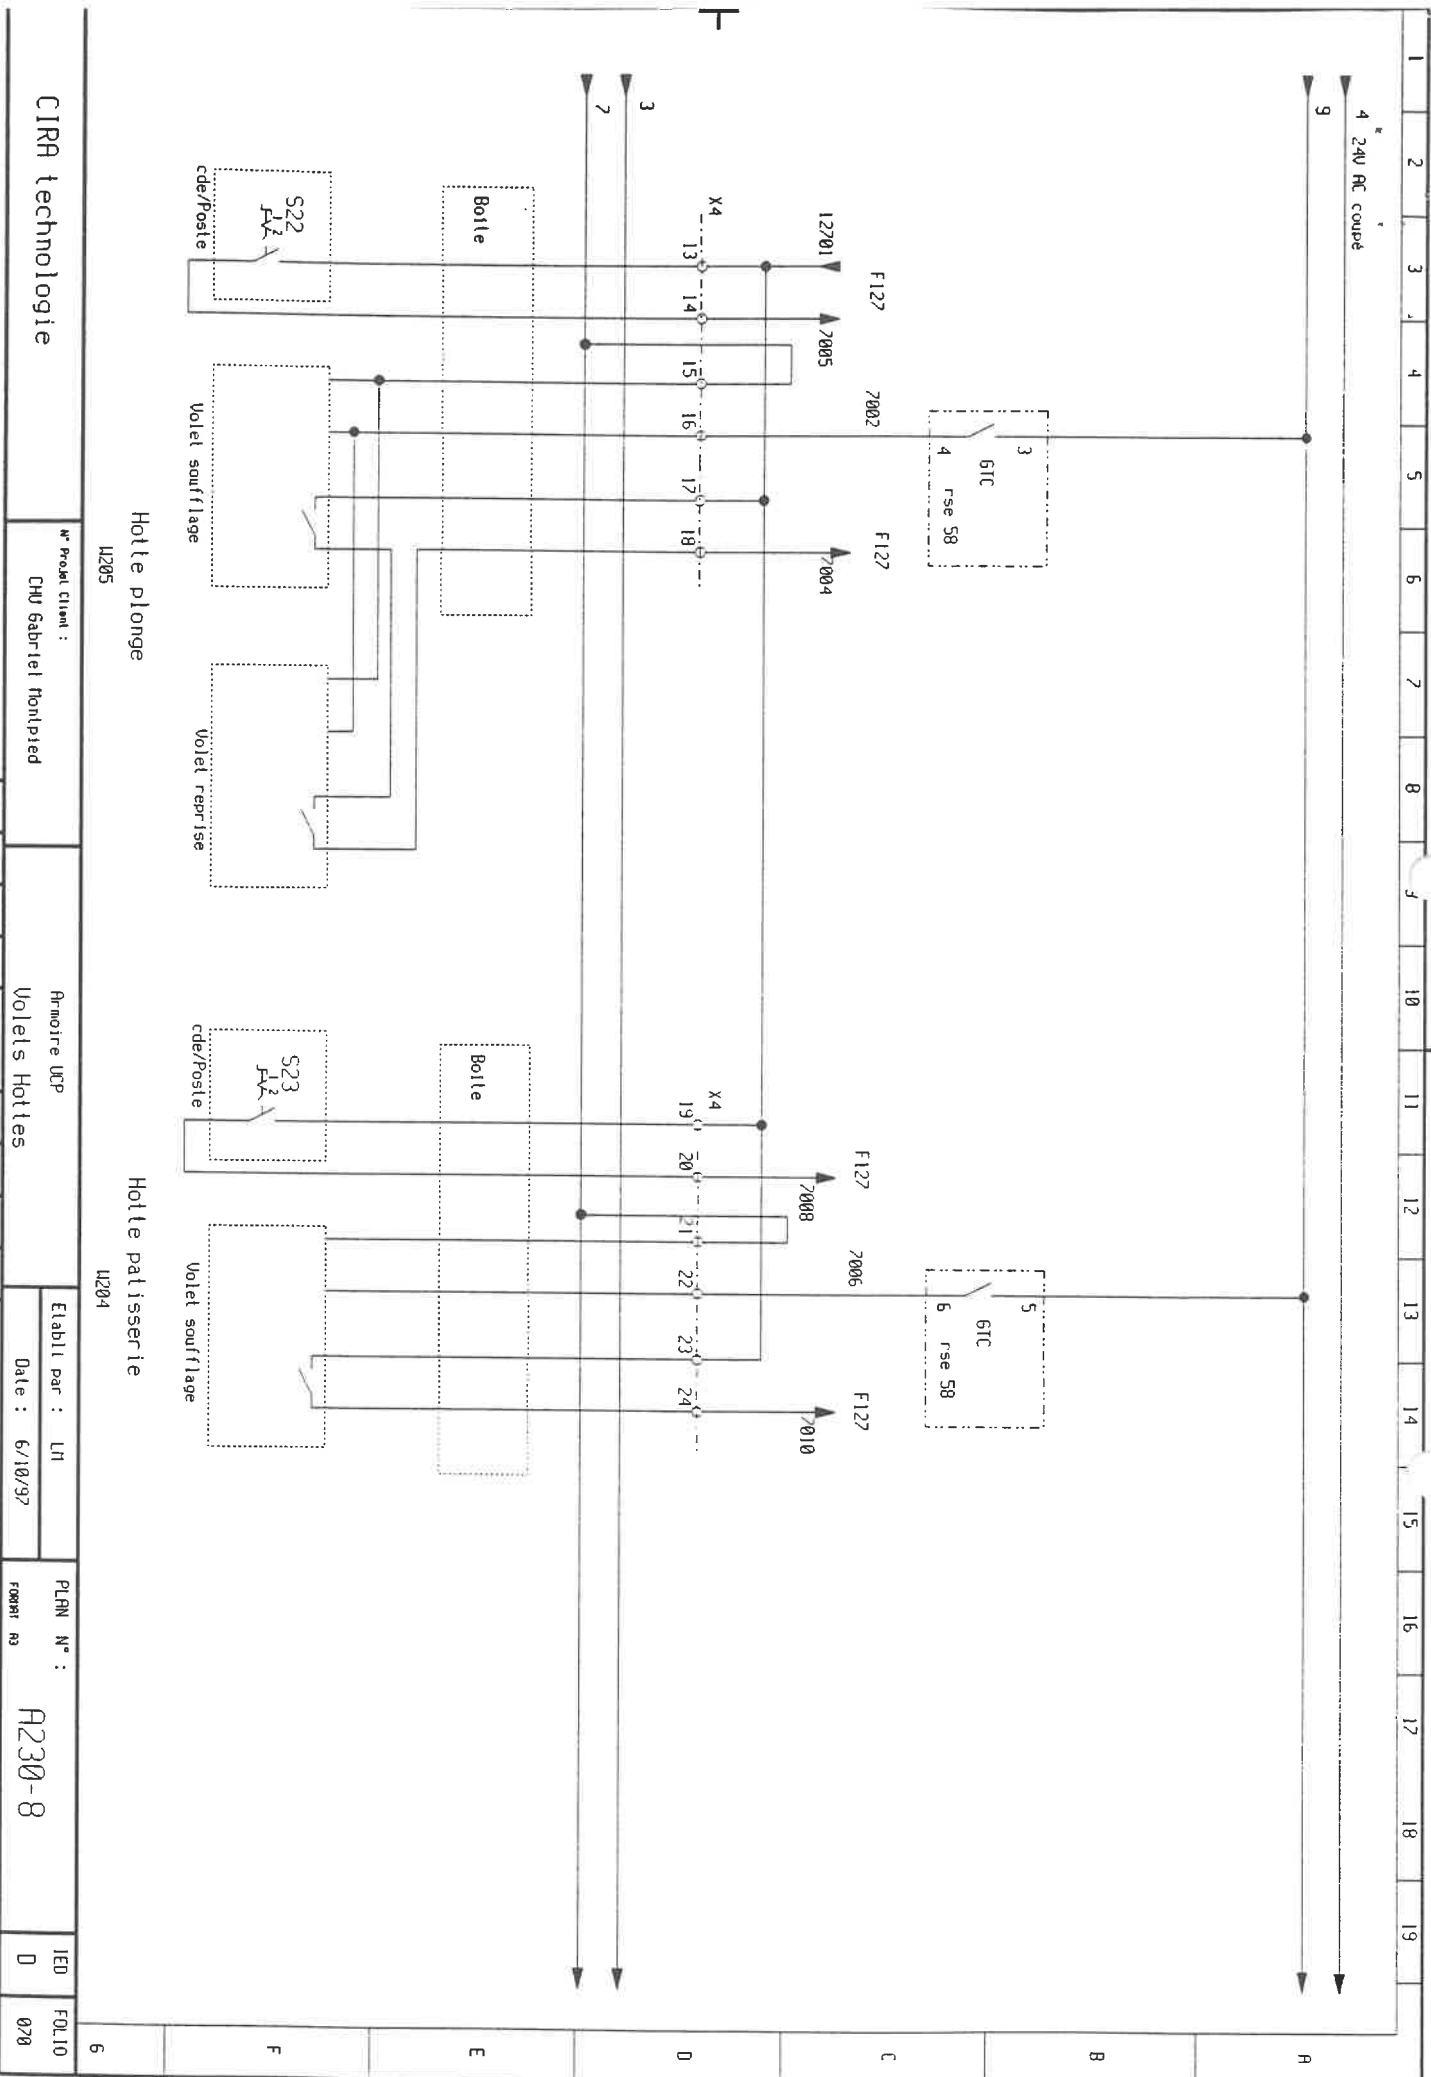 1 2 3 4 5 6 7 8 9 10 11 12 13 14 15 16 17 18 19
A
B
C
D
E
F
G
4 " 24V AC coupé "
9
3
7
GTC
3
4
rse 58
7002
GTC
5
6
rse 58
7006
F127
12701
7005
F127
7004
X4
13 14 15 16 17 18
F127
7008
F127
7010
X4
19 20 21 22 23 24
Boite
Boite
S22
1 2
cde/Poste
Volet soufflage
Volet reprise
S23
1 2
cde/Poste
Volet soufflage
Hotte plonge
W205
Hotte patisserie
W204
CIRA technologie
N° Projet Client :
CHU Gabriel Montpied
Armoire UCP
Volets Hottes
Etabli par : LM
Date : 6/10/97
PLAN N° :
A230-8
FORMAT A3
IED
D
FOLIO
070